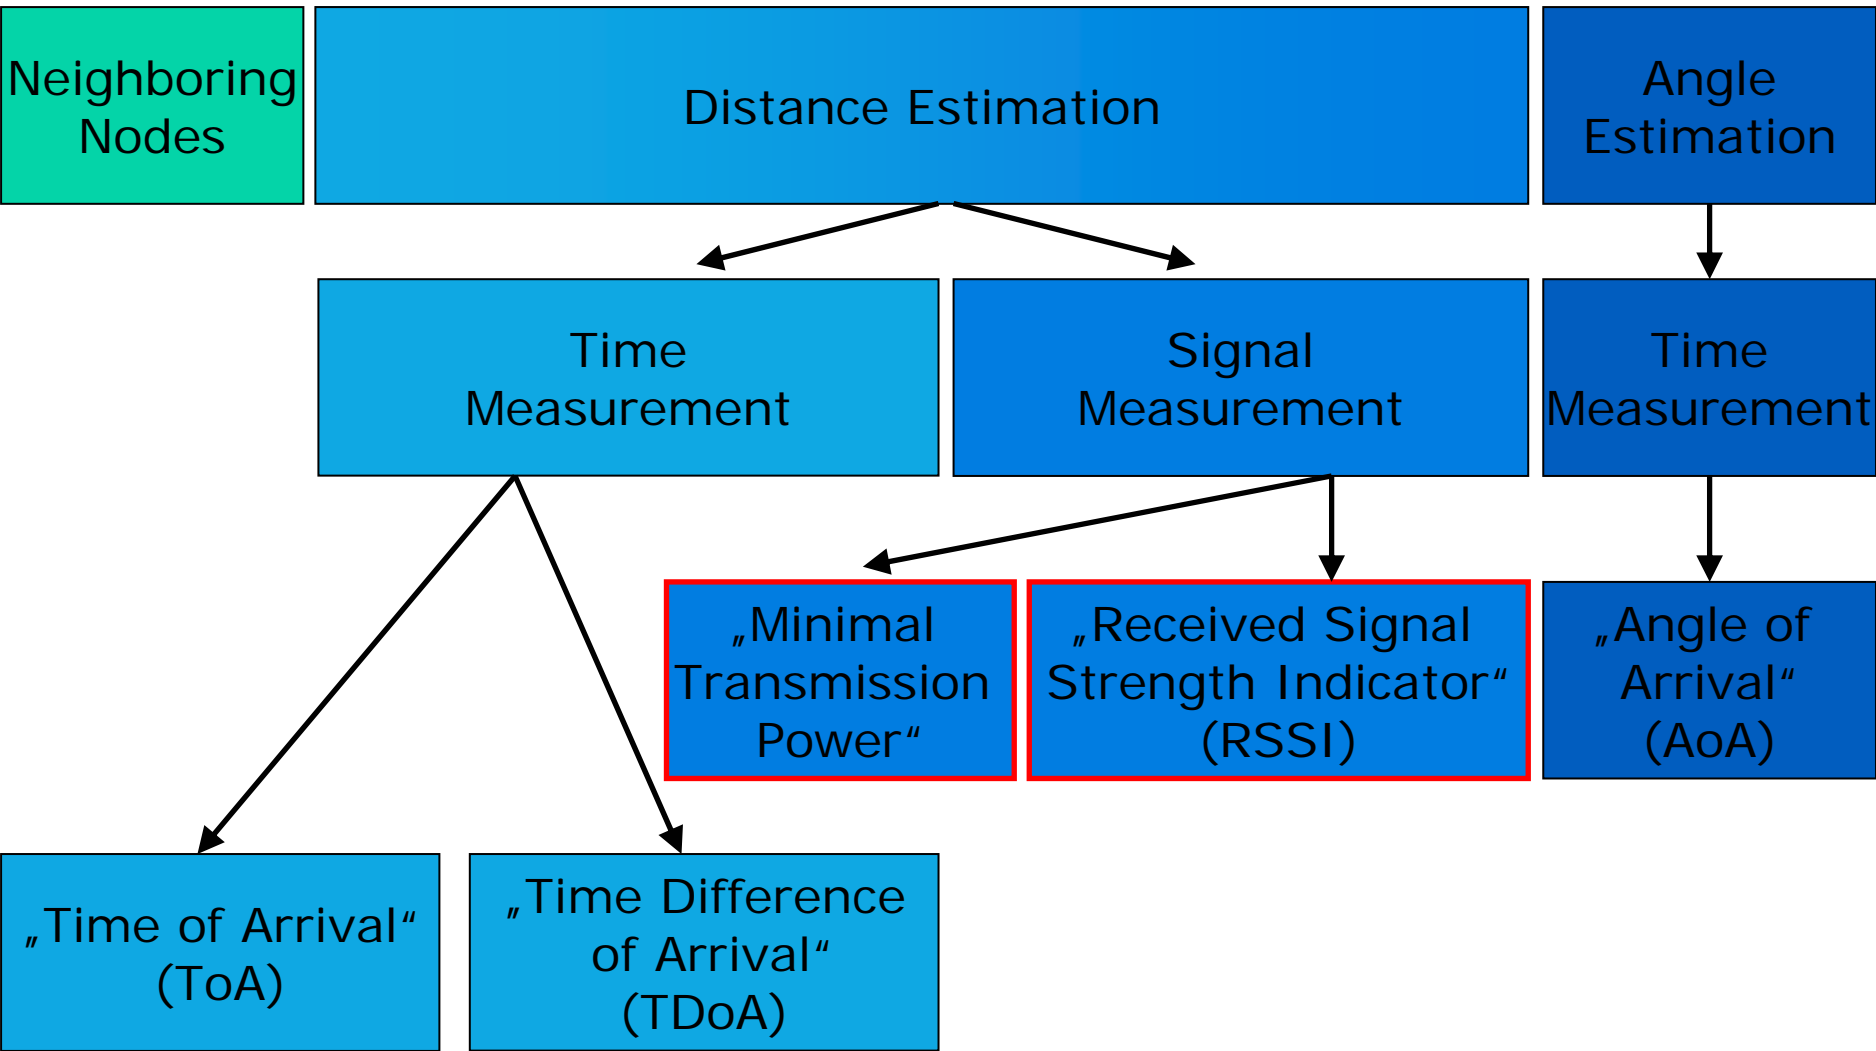 Neighboring
Nodes
Distance Estimation
Angle
Estimation
Time
Measurement
Signal
Measurement
Time
Measurement
„Minimal
Transmission
Power“
„Received Signal
Strength Indicator“
(RSSI)
„Angle of
Arrival“
(AoA)
„Time of Arrival“
(ToA)
„Time Difference
of Arrival“
(TDoA)